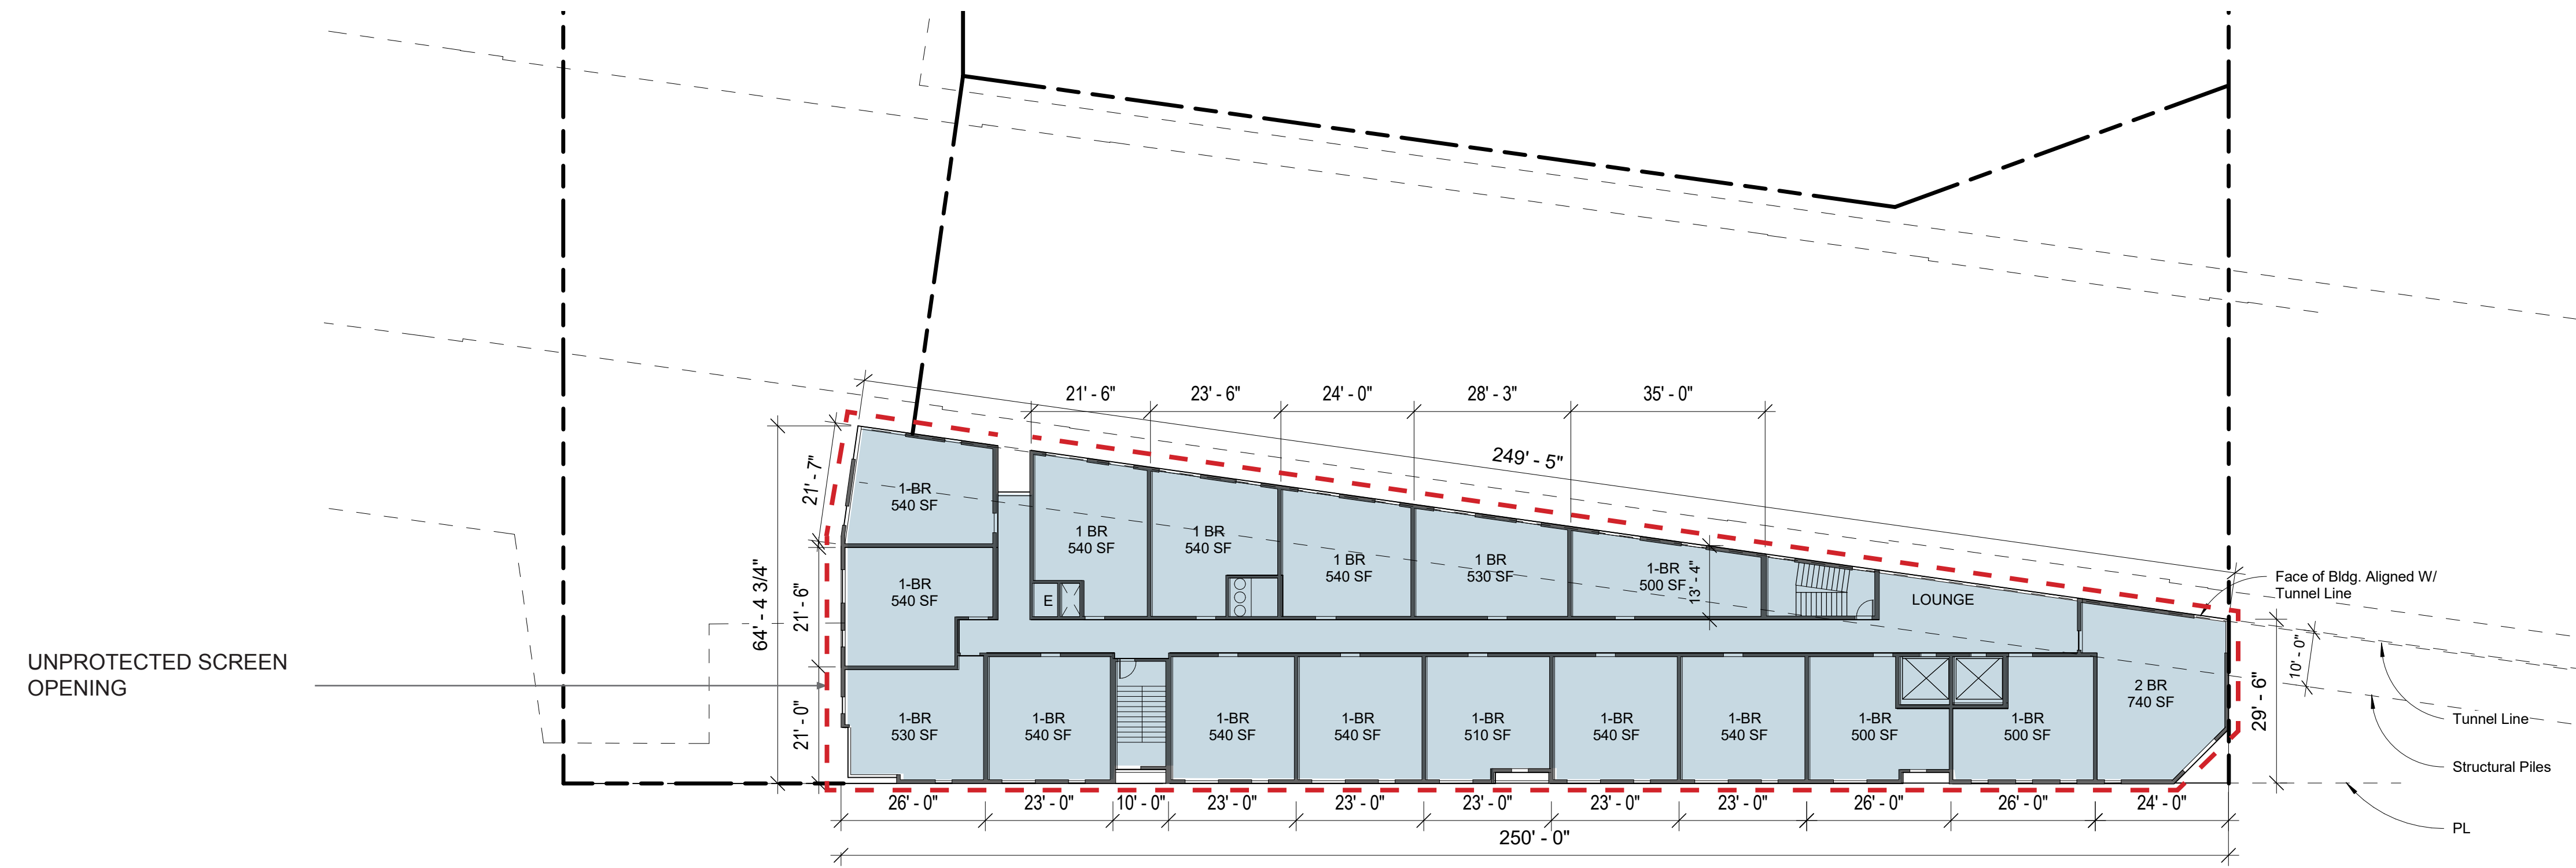 21' - 6"
23' - 6"
24' - 0"
28' - 3"
35' - 0"
249' - 5"
21' - 7"
64' - 4 3/4"
21' - 6"
21' - 0"
UNPROTECTED SCREEN
OPENING
1-BR
540 SF
1 BR
540 SF
1 BR
540 SF
1 BR
540 SF
1 BR
530 SF
1-BR
500 SF
13' - 4"
1-BR
540 SF
E
LOUNGE
1-BR
530 SF
1-BR
540 SF
1-BR
540 SF
1-BR
540 SF
1-BR
510 SF
1-BR
540 SF
1-BR
540 SF
1-BR
500 SF
1-BR
500 SF
2 BR
740 SF
Face of Bldg. Aligned W/
Tunnel Line
10' - 0"
29' - 6"
Tunnel Line
Structural Piles
PL
26' - 0"
23' - 0"
10' - 0"
23' - 0"
23' - 0"
23' - 0"
23' - 0"
23' - 0"
26' - 0"
26' - 0"
24' - 0"
250' - 0"